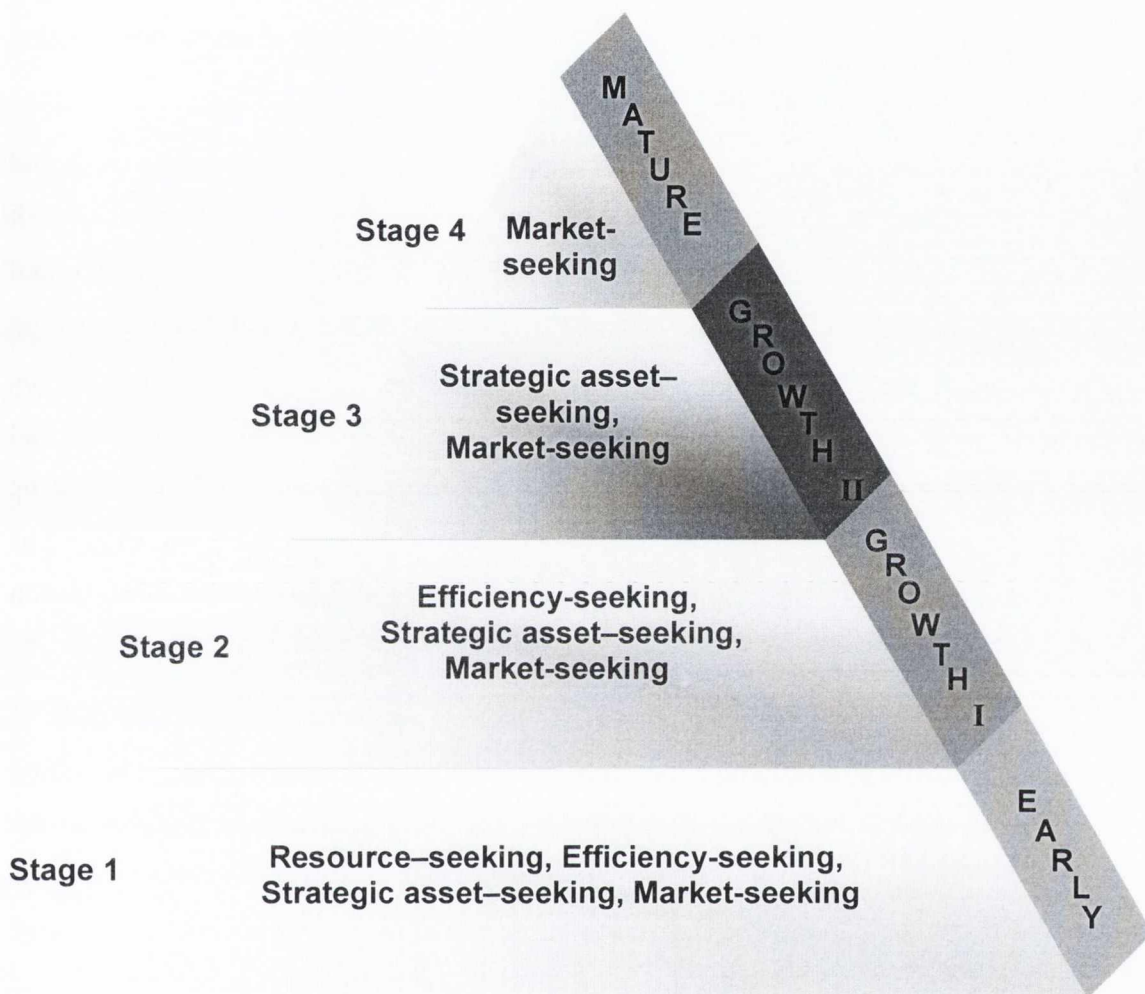 MATURE
Stage 4
Market-
seeking
GROWTH II
Stage 3
Strategic asset–
seeking,
Market-seeking
GROWTH I
Stage 2
Efficiency-seeking,
Strategic asset–seeking,
Market-seeking
EARLY
Stage 1
Resource–seeking, Efficiency-seeking,
Strategic asset–seeking, Market-seeking